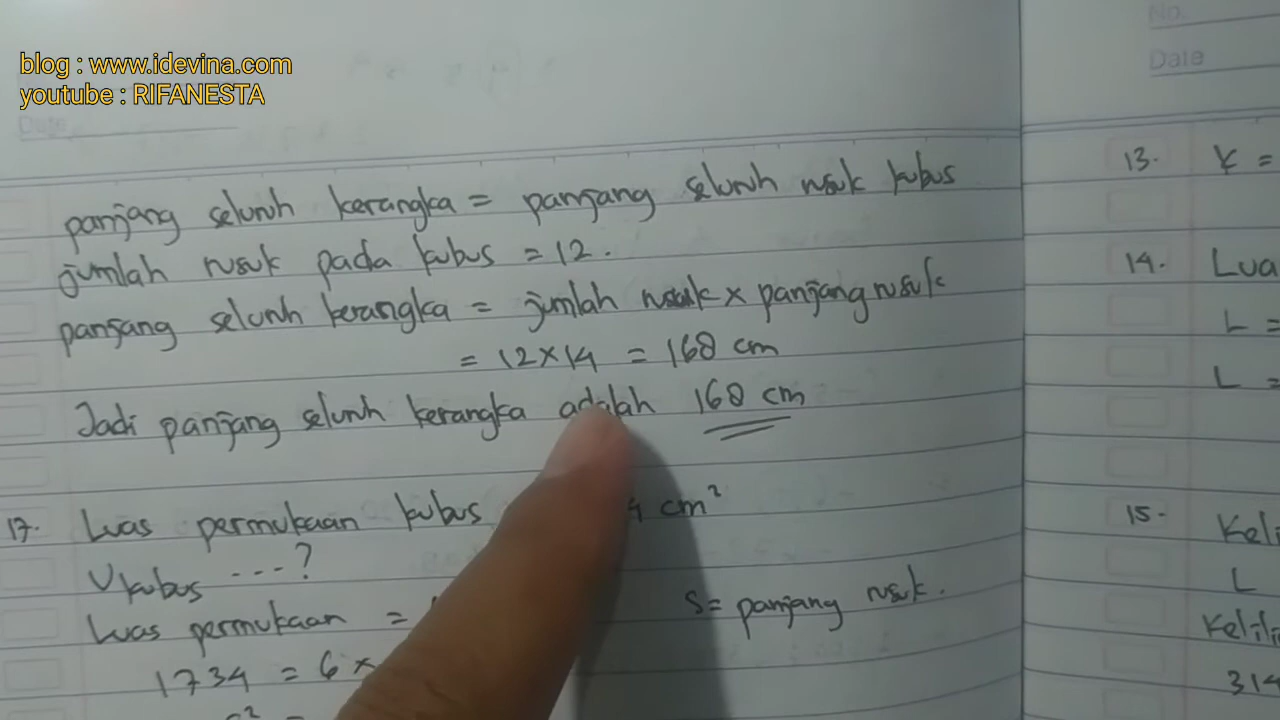 blog : www.idevina.com
youtube : RIFANESTA
Date
panjang seluruh kerangka = panjang seluruh rusuk kubus
jumlah rusuk pada kubus = 12.
panjang seluruh kerangka = jumlah rusuk x panjang rusuk
= 12 x 14 = 168 cm
Jadi panjang seluruh kerangka adalah 168 cm
17. Luas permukaan kubus 4 cm²
V kubus ---?
Luas permukaan =
s = panjang rusuk.
1734 = 6 x
s² =
No.
Date
13. K =
14. Lua
L =
L =
15. Keli
L
Kelili
314